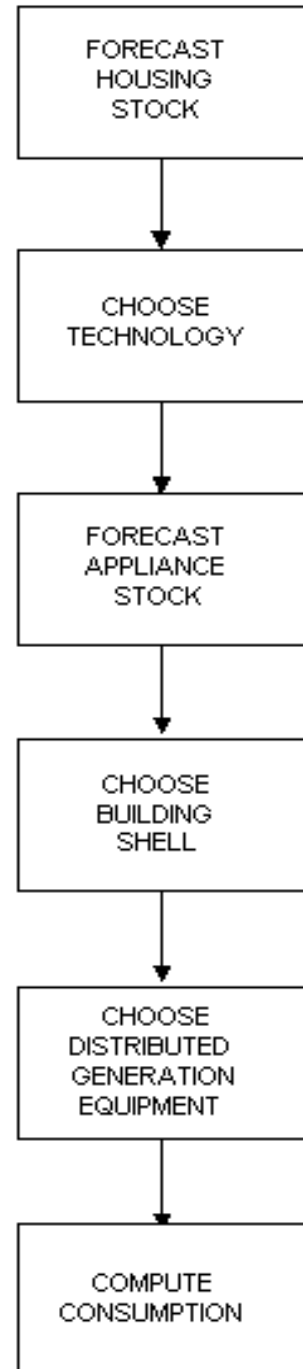 FORECAST
HOUSING
STOCK
CHOOSE
TECHNOLOGY
FORECAST
APPLIANCE
STOCK
CHOOSE
BUILDING
SHELL
CHOOSE
DISTRIBUTED
GENERATION
EQUIPMENT
COMPUTE
CONSUMPTION